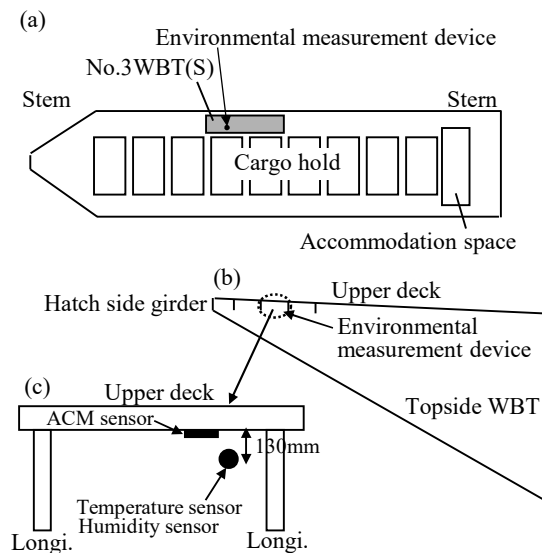 (a)
Environmental measurement device
No.3WBT(S)
Stem
Stern
Cargo hold
Accommodation space
(b)
Upper deck
Hatch side girder
Environmental
measurement device
(c)
Upper deck
Topside WBT
ACM sensor
130mm
Temperature sensor
Humidity sensor
Longi.
Longi.